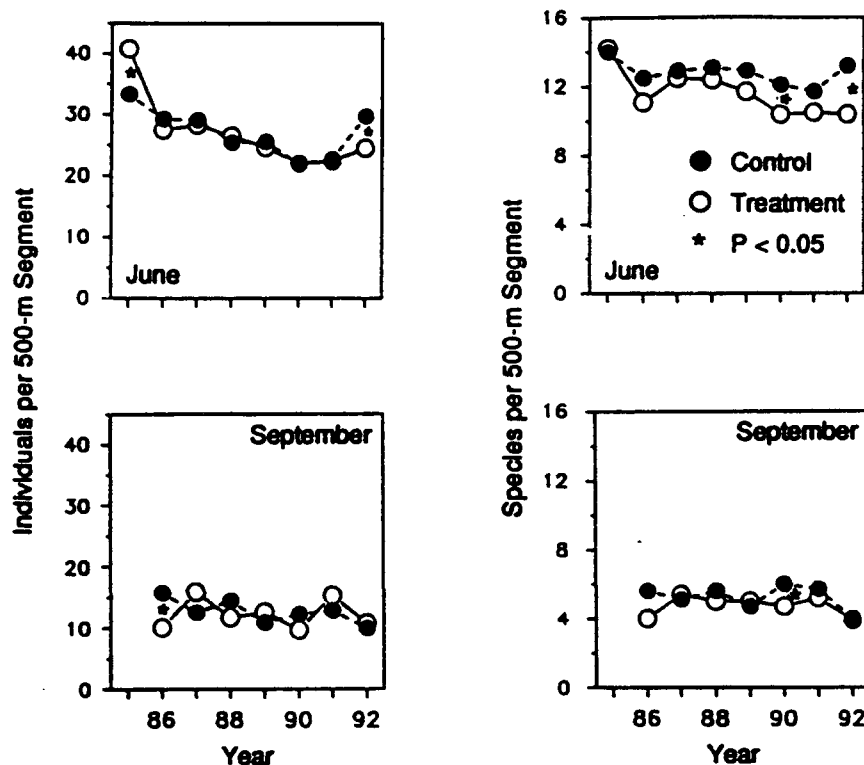 Individuals per 500-m Segment
40
30
20
10
0
June
Species per 500-m Segment
16
12
8
4
0
Control
Treatment
* P < 0.05
June
40
30
20
10
0
September
86 88 90 92
Year
16
12
8
4
0
September
86 88 90 92
Year